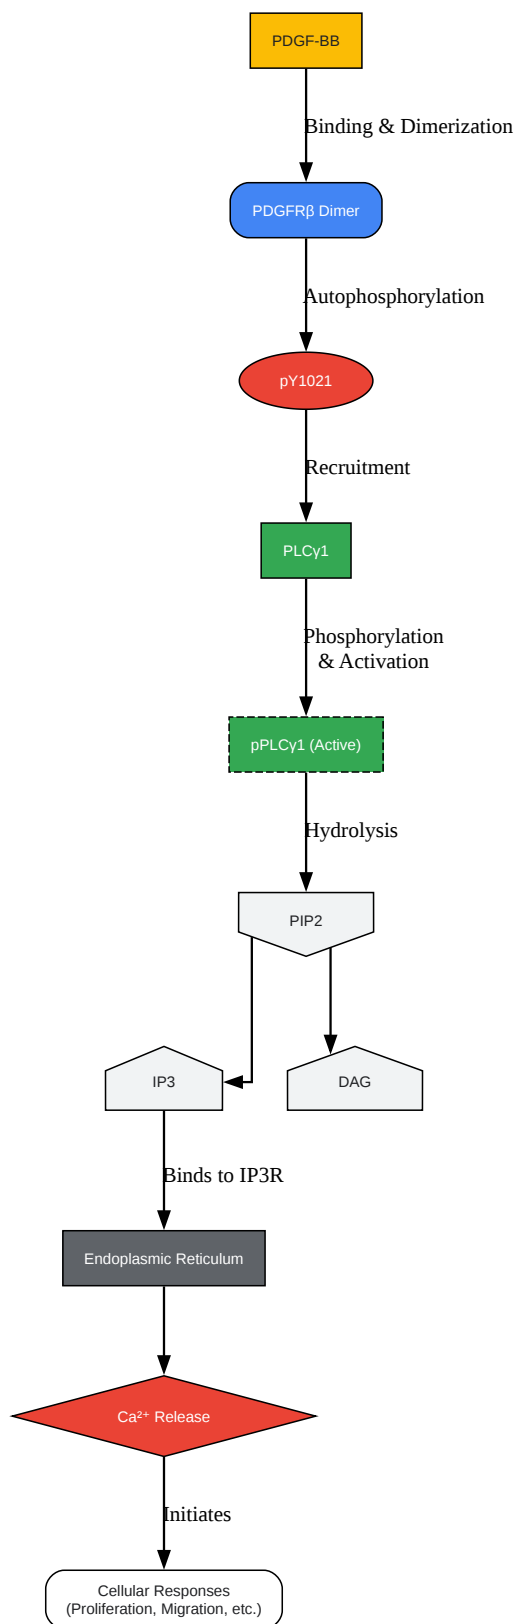 PDGF-BB
Binding & Dimerization
PDGFRβ Dimer
Autophosphorylation
pY1021
Recruitment
PLCγ1
Phosphorylation
& Activation
pPLCγ1 (Active)
Hydrolysis
PIP2
IP3
DAG
Binds to IP3R
Endoplasmic Reticulum
Ca²⁺ Release
Initiates
Cellular Responses
(Proliferation, Migration, etc.)